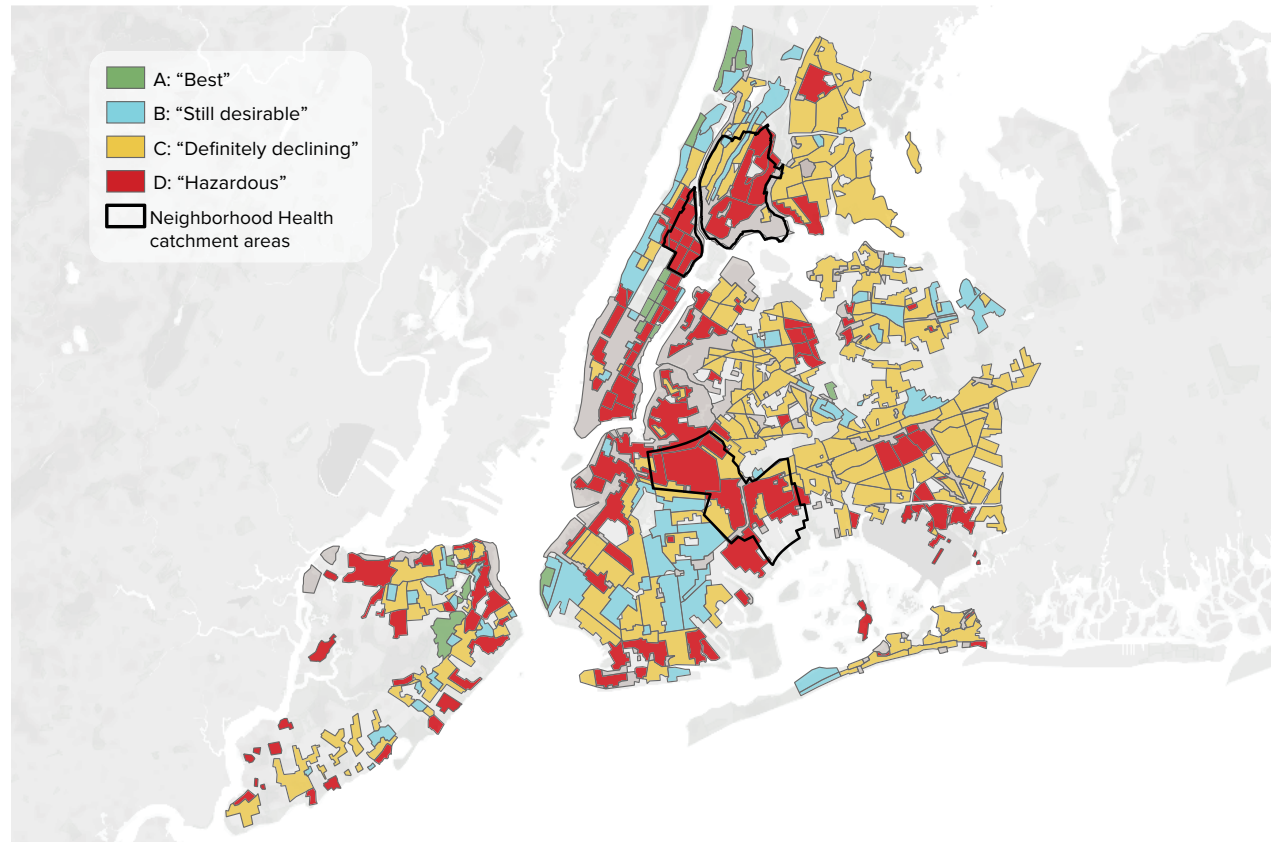 A: “Best”
B: “Still desirable”
C: “Definitely declining”
D: “Hazardous”
Neighborhood Health
catchment areas